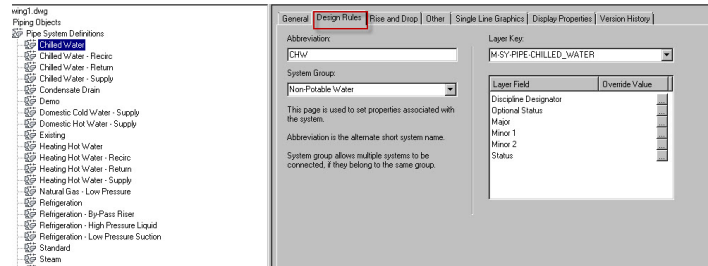 wing1.dwg
Piping Objects
Pipe System Definitions
Chilled Water
Chilled Water - Recirc
Chilled Water - Return
Chilled Water - Supply
Condensate Drain
Demo
Domestic Cold Water - Supply
Domestic Hot Water - Supply
Existing
Heating Hot Water
Heating Hot Water - Recirc
Heating Hot Water - Return
Heating Hot Water - Supply
Natural Gas - Low Pressure
Refrigeration
Refrigeration - By-Pass Riser
Refrigeration - High Pressure Liquid
Refrigeration - Low Pressure Suction
Standard
Steam
General Design Rules Rise and Drop Other Single Line Graphics Display Properties Version History
Abbreviation:
CHW
System Group:
Non-Potable Water
This page is used to set properties associated with
the system.
Abbreviation is the alternate short system name.
System group allows multiple systems to be
connected, if they belong to the same group.
Layer Key:
M-SY-PIPE-CHILLED_WATER
Layer Field Override Value
Discipline Designator ...
Optional Status ...
Major ...
Minor 1 ...
Minor 2 ...
Status ...